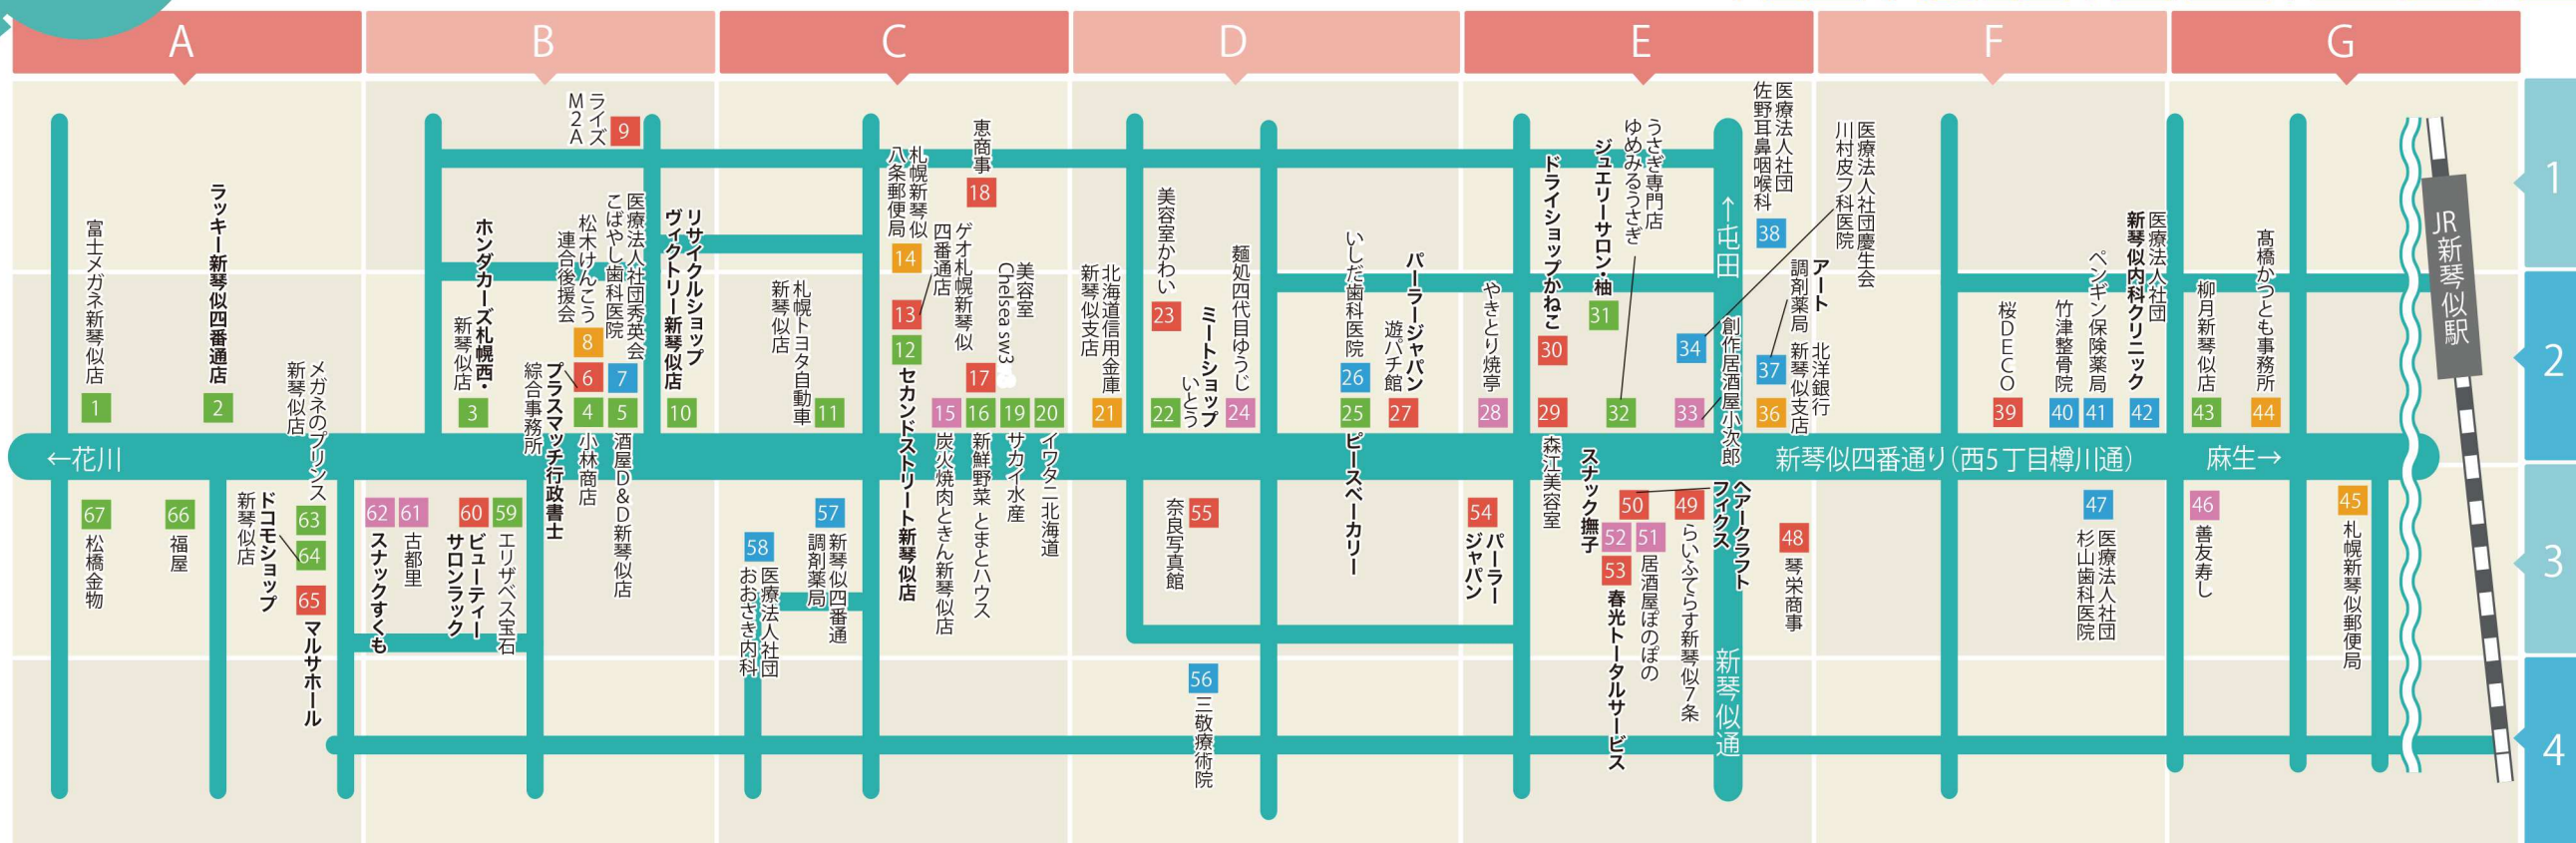 A
B
C
D
E
F
G
1
2
3
4
富士メガネ新琴似店
1
ラッキー新琴似四番通店
2
メガネのプリンス
新琴似店
63
ドコモショップ
新琴似店
64
65
マルサホール
67
松橋金物
66
福屋
←花川
ライズ
M2A
9
ホンダカーズ札幌西・
新琴似店
3
松木けんこう
連合後援会
8
医療法人社団秀英会
こばやし歯科医院
7
プラスマッチ行政書士
綜合事務所
6
4
小林商店
5
酒屋D&D新琴似店
リサイクルショップ
ヴィクトリー新琴似店
10
62
スナックすくも
61
古都里
60
ビューティー
サロンラック
59
エリザベス宝石
札幌トヨタ自動車
新琴似店
11
札幌新琴似
八条郵便局
14
恵商事
18
ゲオ札幌新琴似
四番通店
13
12
セカンドストリート新琴似店
美容室
Chelsea sw3
17
15
炭火焼肉ときん新琴似店
16
新鮮野菜 とまとハウス
19
サカイ水産
20
イワタニ北海道
58
医療法人社団
おおさき内科
57
新琴似四番通
調剤薬局
北海道信用金庫
新琴似支店
21
美容室かわい
23
22
ミートショップ
いとう
麺処四代目ゆうじ
24
いしだ歯科医院
26
25
ピースベーカリー
パーラージャパン
遊パチ館
27
奈良写真館
55
56
三敬療術院
やきとり焼亭
28
ドライショップかねこ
30
29
森江美容室
ジュエリーサロン・柚
31
うさぎ専門店
ゆめみるうさぎ
32
↑屯田
医療法人社団
佐野耳鼻咽喉科
38
医療法人社団慶生会
川村皮フ科医院
34
創作居酒屋小次郎
33
アート
調剤薬局
37
北洋銀行
新琴似支店
36
54
パーラー
ジャパン
スナック撫子
52
50
ヘアークラフト
フィクス
51
居酒屋ぽのぽの
49
らいふてらす新琴似7条
53
春光トータルサービス
48
琴栄商事
新琴似通
新琴似四番通り(西5丁目樽川通)
桜DECO
39
竹津整骨院
40
ペンギン保険薬局
41
医療法人社団
新琴似内科クリニック
42
47
医療法人社団
杉山歯科医院
柳月新琴似店
43
髙橋かつとも事務所
44
麻生→
46
善友寿し
45
札幌新琴似郵便局
JR新琴似駅